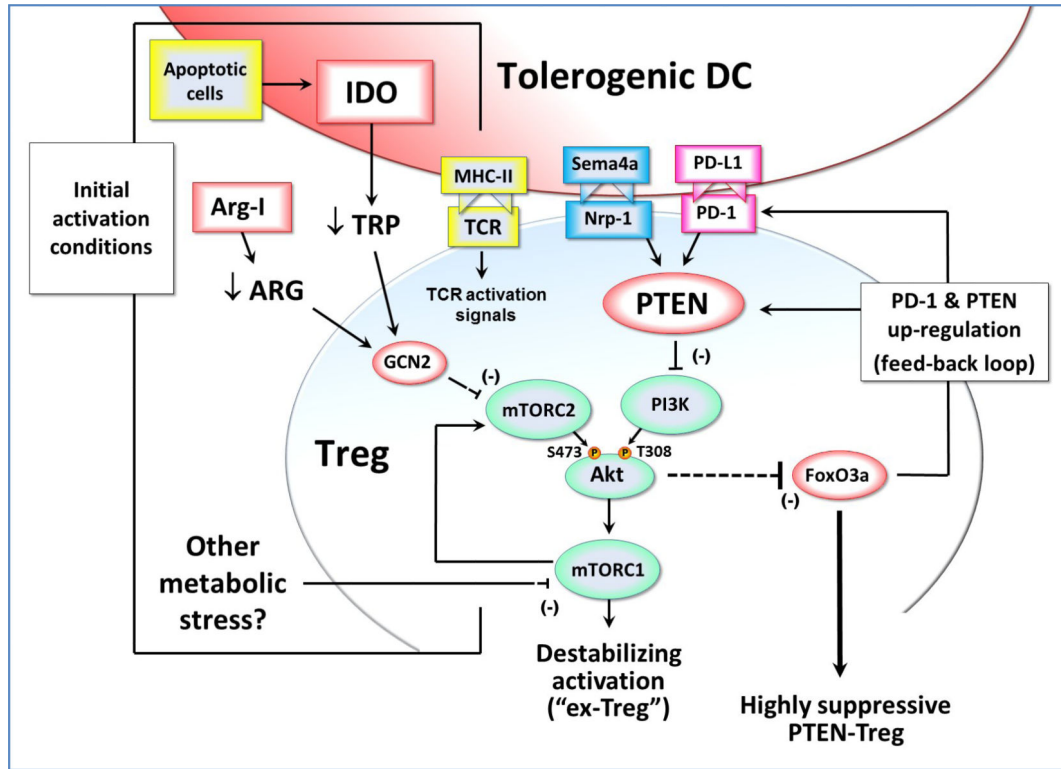 Tolerogenic DC
Apoptotic
cells
IDO
Initial
activation
conditions
Arg-I
↓ TRP
↓ ARG
MHC-II
TCR
TCR activation
signals
Sema4a
Nrp-1
PD-L1
PD-1
PTEN
(-)
PD-1 & PTEN
up-regulation
(feed-back loop)
GCN2
(-)
mTORC2
PI3K
S473
P
P
T308
Akt
Treg
(-)
FoxO3a
Other
metabolic
stress?
mTORC1
(-)
Destabilizing
activation
(“ex-Treg”)
Highly suppressive
PTEN-Treg